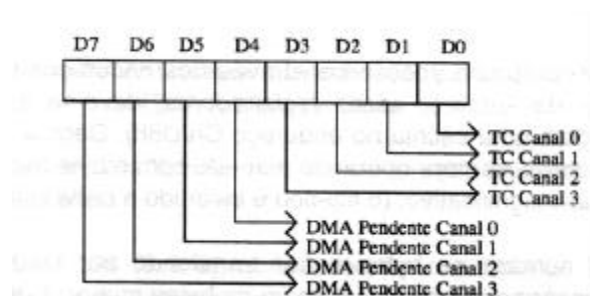 D7 D6 D5 D4 D3 D2 D1 D0
TC Canal 0
TC Canal 1
TC Canal 2
TC Canal 3
DMA Pendente Canal 0
DMA Pendente Canal 1
DMA Pendente Canal 2
DMA Pendente Canal 3